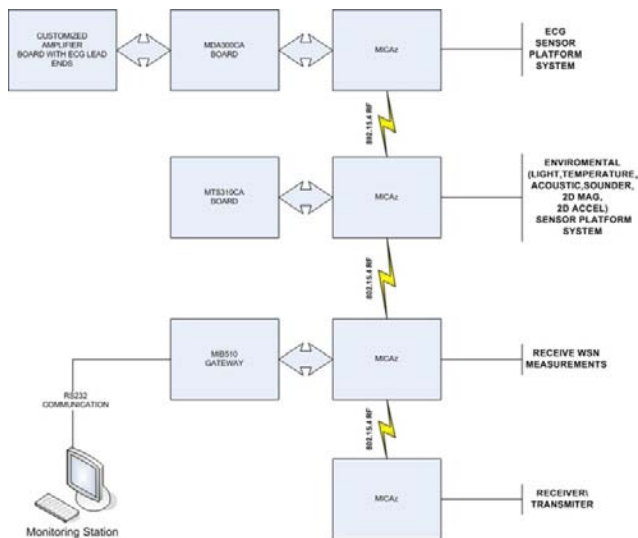 CUSTOMIZED
AMPLIFIER
BOARD WITH ECG LEAD
ENDS
MDA300CA
BOARD
MICAz
ECG
SENSOR
PLATFORM
SYSTEM
802.15.4 RF
MTS310CA
BOARD
MICAz
ENVIROMENTAL
(LIGHT,TEMPERATURE,
ACOUSTIC,SOUNDER,
2D MAG,
2D ACCEL)
SENSOR PLATFORM
SYSTEM
802.15.4 RF
MIB510
GATEWAY
MICAz
RECEIVE WSN
MEASUREMENTS
RS232
COMMUNICATION
802.15.4 RF
MICAz
RECEIVER\
TRANSMITER
Monitoring Station